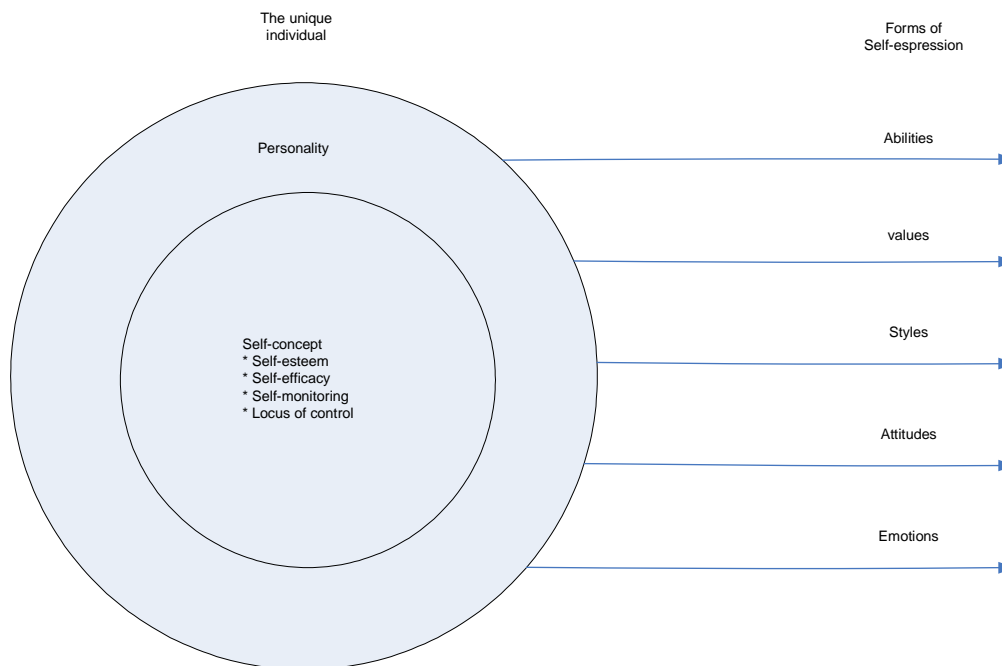 The unique
individual
Forms of
Self-espression
Personality
Abilities
values
Self-concept
* Self-esteem
* Self-efficacy
* Self-monitoring
* Locus of control
Styles
Attitudes
Emotions